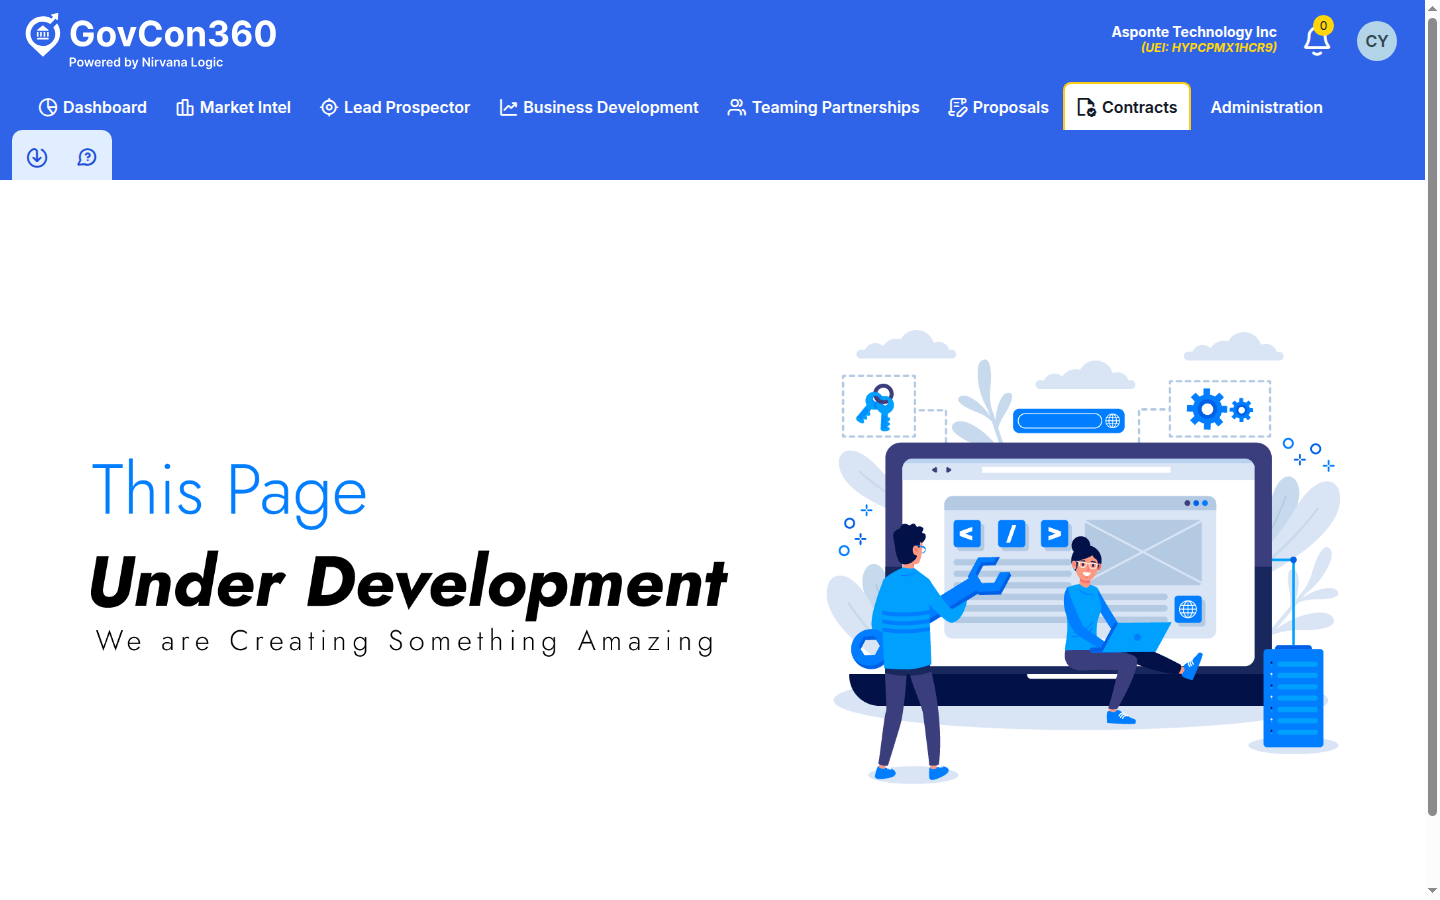 GovCon360
Powered by Nirvana Logic
Asponte Technology Inc
(UEI: HYPCPMX1HCR9)
0
CY
Dashboard
Market Intel
Lead Prospector
Business Development
Teaming Partnerships
Proposals
Contracts
Administration
This Page
Under Development
We are Creating Something Amazing
< / >